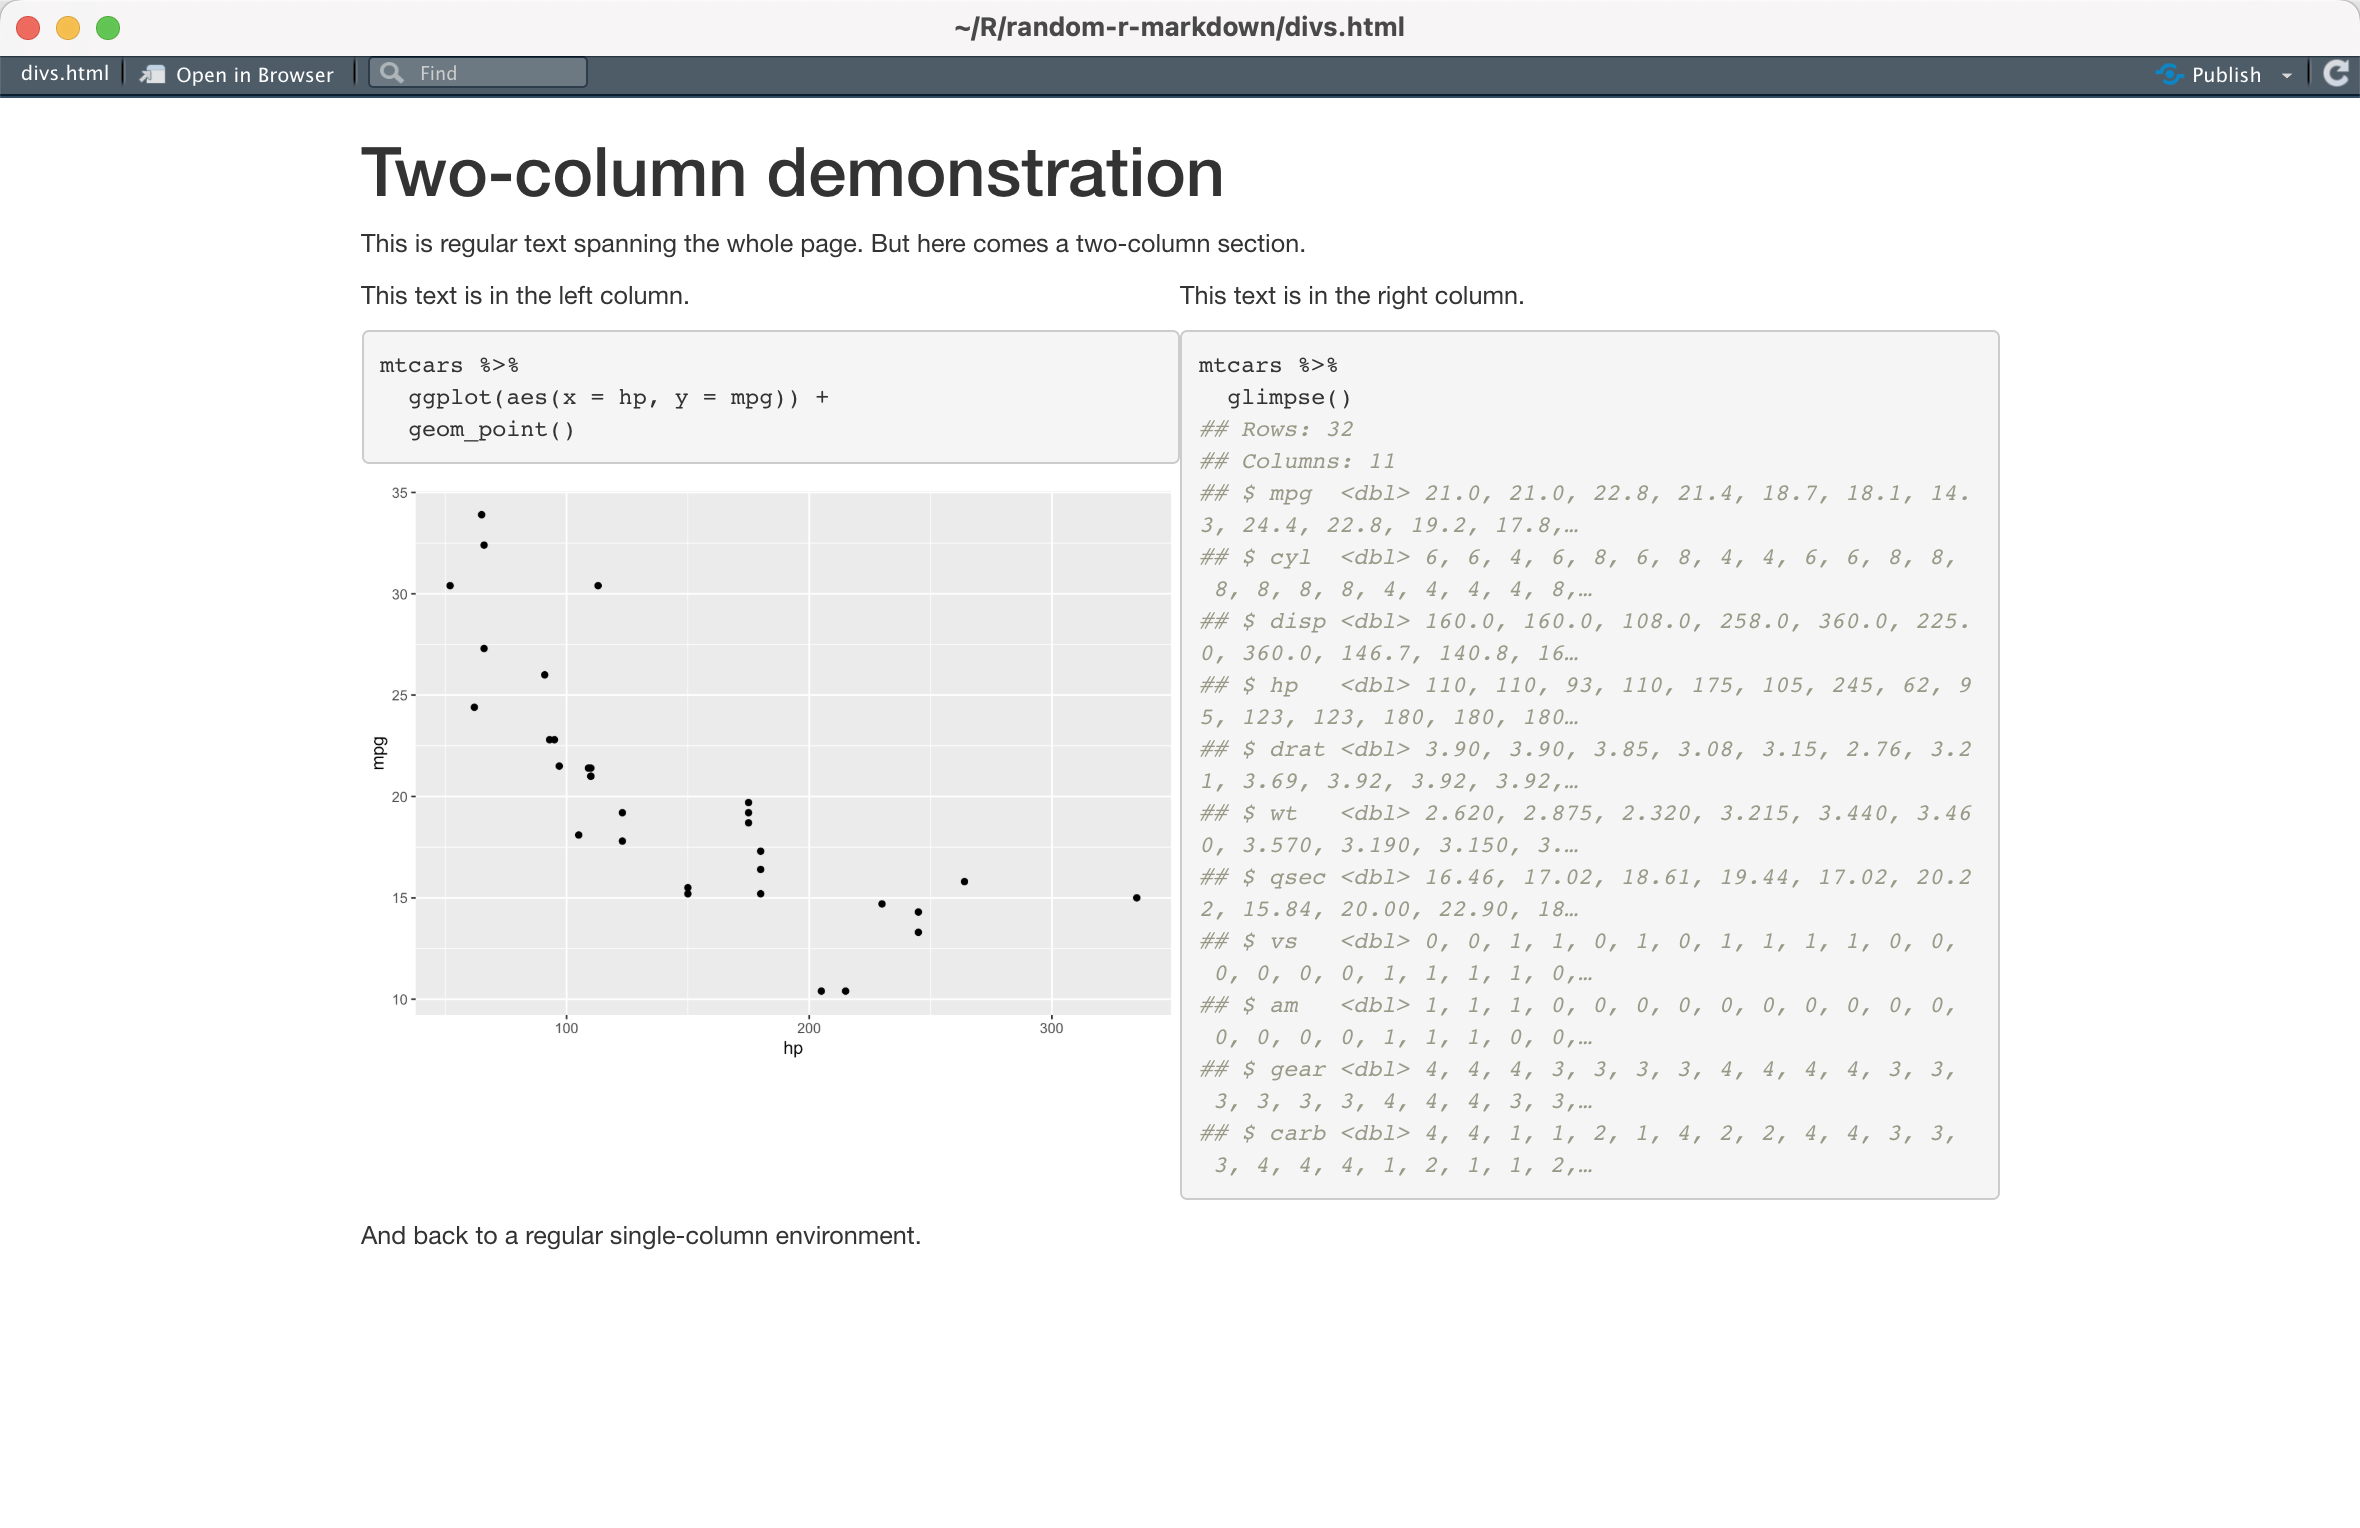 ~/R/random-r-markdown/divs.html
divs.html Open in Browser Find Publish
Two-column demonstration
This is regular text spanning the whole page. But here comes a two-column section.
This text is in the left column.
mtcars %>%
  ggplot(aes(x = hp, y = mpg)) +
  geom_point()
35
30
25
20
15
10
mpg
100 200 300
hp
This text is in the right column.
mtcars %>%
  glimpse()
## Rows: 32
## Columns: 11
## $ mpg  <dbl> 21.0, 21.0, 22.8, 21.4, 18.7, 18.1, 14.
3, 24.4, 22.8, 19.2, 17.8,…
## $ cyl  <dbl> 6, 6, 4, 6, 8, 6, 8, 4, 4, 6, 6, 8, 8,
 8, 8, 8, 8, 4, 4, 4, 4, 8,…
## $ disp <dbl> 160.0, 160.0, 108.0, 258.0, 360.0, 225.
0, 360.0, 146.7, 140.8, 16…
## $ hp   <dbl> 110, 110, 93, 110, 175, 105, 245, 62, 9
5, 123, 123, 180, 180, 180…
## $ drat <dbl> 3.90, 3.90, 3.85, 3.08, 3.15, 2.76, 3.2
1, 3.69, 3.92, 3.92, 3.92,…
## $ wt   <dbl> 2.620, 2.875, 2.320, 3.215, 3.440, 3.46
0, 3.570, 3.190, 3.150, 3.…
## $ qsec <dbl> 16.46, 17.02, 18.61, 19.44, 17.02, 20.2
2, 15.84, 20.00, 22.90, 18…
## $ vs   <dbl> 0, 0, 1, 1, 0, 1, 0, 1, 1, 1, 1, 0, 0,
 0, 0, 0, 0, 1, 1, 1, 1, 0,…
## $ am   <dbl> 1, 1, 1, 0, 0, 0, 0, 0, 0, 0, 0, 0, 0,
 0, 0, 0, 0, 1, 1, 1, 0, 0,…
## $ gear <dbl> 4, 4, 4, 3, 3, 3, 3, 4, 4, 4, 4, 3, 3,
 3, 3, 3, 3, 4, 4, 4, 3, 3,…
## $ carb <dbl> 4, 4, 1, 1, 2, 1, 4, 2, 2, 4, 4, 3, 3,
 3, 4, 4, 4, 1, 2, 1, 1, 2,…
And back to a regular single-column environment.